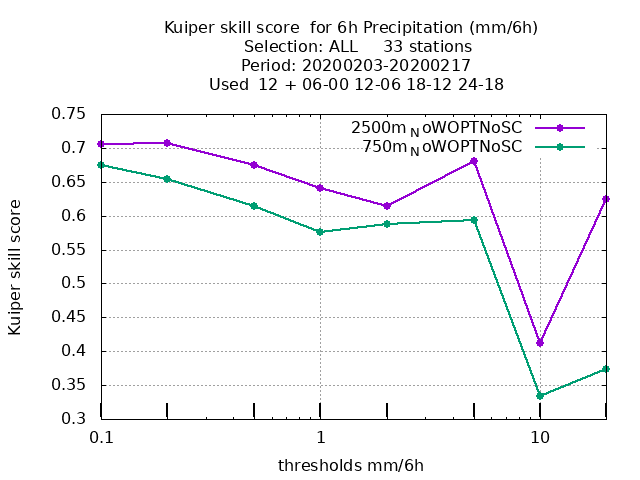 Kuiper skill score  for 6h Precipitation (mm/6h)
Selection: ALL     33 stations
Period: 20200203-20200217
Used  12 + 06-00 12-06 18-12 24-18
2500m_NoWOPTNoSC
750m_NoWOPTNoSC
0.75
0.7
0.65
0.6
0.55
0.5
0.45
0.4
0.35
0.3
Kuiper skill score
0.1
1
10
thresholds mm/6h